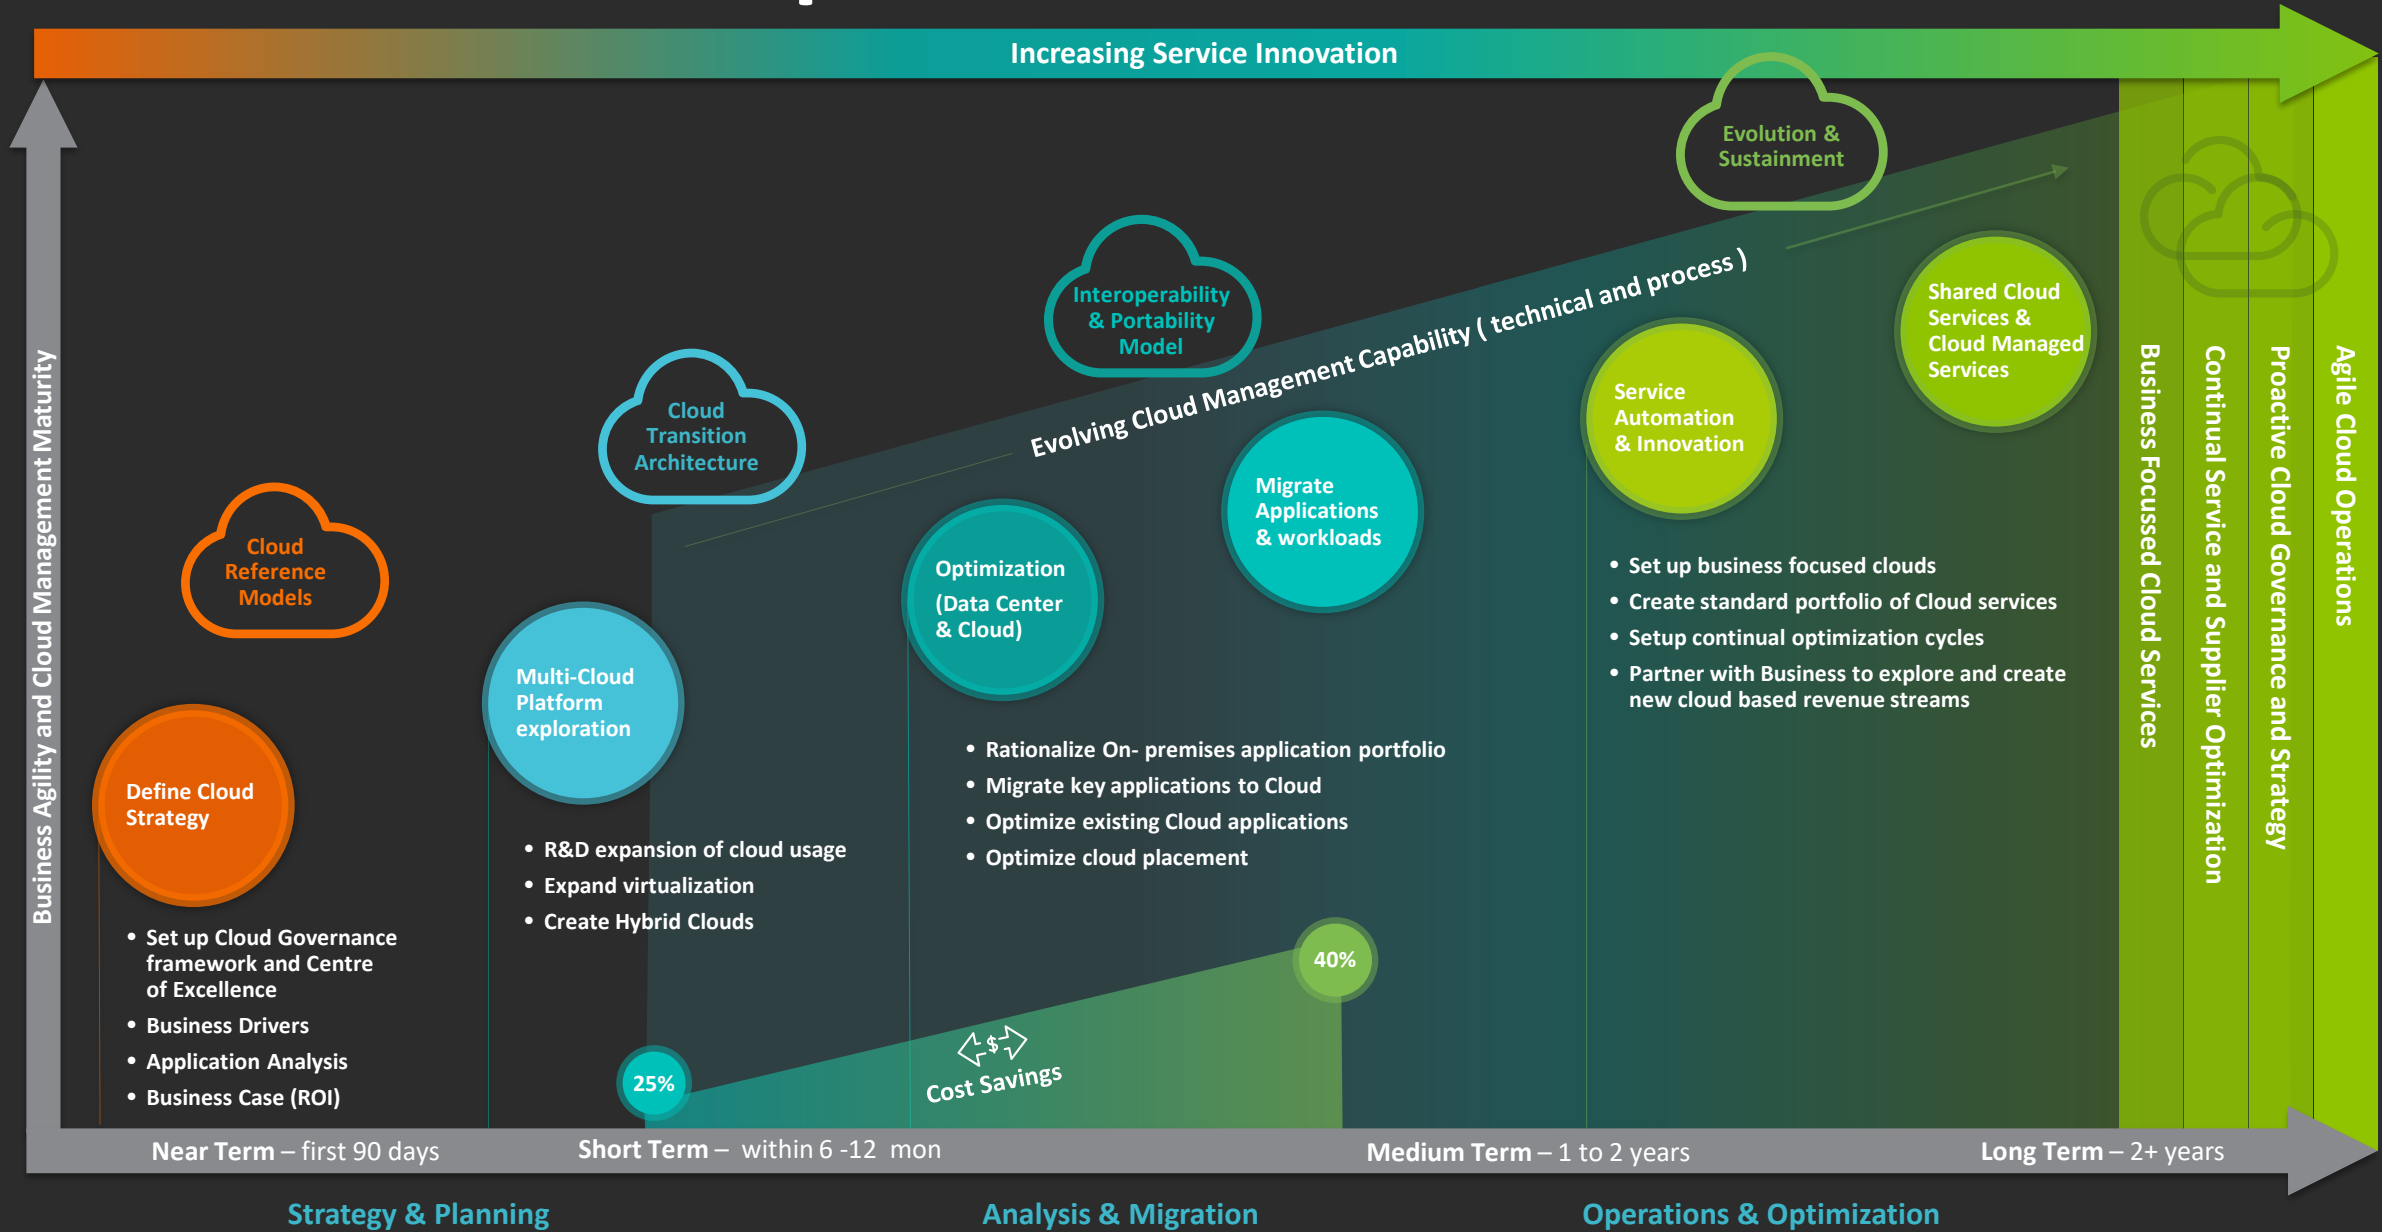 Increasing Service Innovation
Business Agility and Cloud Management Maturity
Cloud
Reference
Models
Cloud
Transition
Architecture
Interoperability
& Portability
Model
Evolution &
Sustainment
Evolving Cloud Management Capability ( technical and process )
Define Cloud
Strategy
• Set up Cloud Governance
framework and Centre
of Excellence
• Business Drivers
• Application Analysis
• Business Case (ROI)
Multi-Cloud
Platform
exploration
• R&D expansion of cloud usage
• Expand virtualization
• Create Hybrid Clouds
Optimization
(Data Center
& Cloud)
Migrate
Applications
& workloads
• Rationalize On- premises application portfolio
• Migrate key applications to Cloud
• Optimize existing Cloud applications
• Optimize cloud placement
Service
Automation
& Innovation
Shared Cloud
Services &
Cloud Managed
Services
• Set up business focused clouds
• Create standard portfolio of Cloud services
• Setup continual optimization cycles
• Partner with Business to explore and create
new cloud based revenue streams
Business Focussed Cloud Services
Continual Service and Supplier Optimization
Proactive Cloud Governance and Strategy
Agile Cloud Operations
25%
$
Cost Savings
40%
Near Term – first 90 days
Short Term – within 6 -12 mon
Medium Term – 1 to 2 years
Long Term – 2+ years
Strategy & Planning
Analysis & Migration
Operations & Optimization